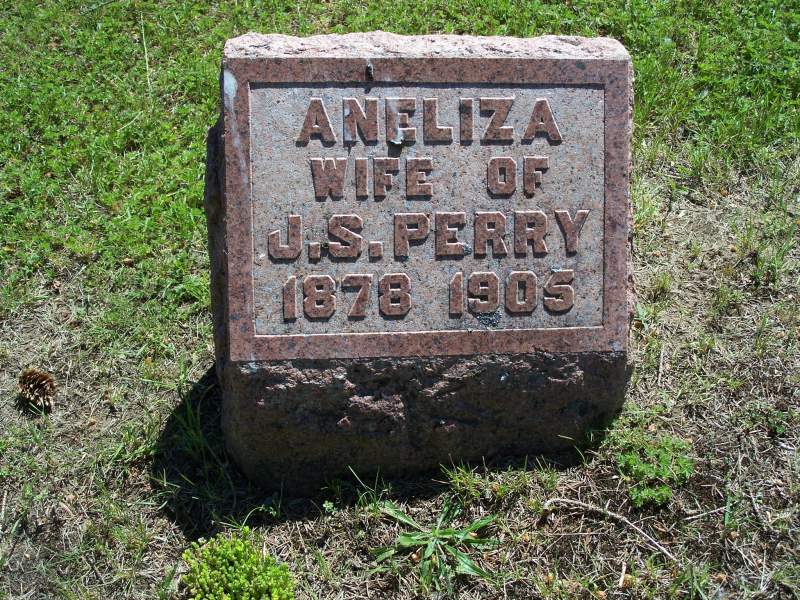 ANELIZA
WIFE OF
J.S. PERRY
1878 1905